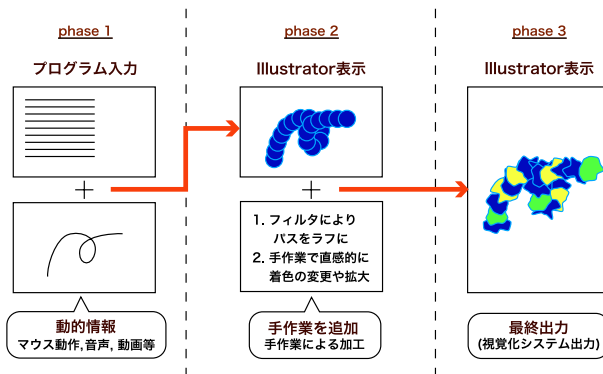 phase 1
プログラム入力
+
動的情報
マウス動作,音声, 動画等
phase 2
Illustrator表示
+
1. フィルタにより
パスをラフに
2. 手作業で直感的に
着色の変更や拡大
手作業を追加
手作業による加工
phase 3
Illustrator表示
最終出力
(視覚化システム出力)